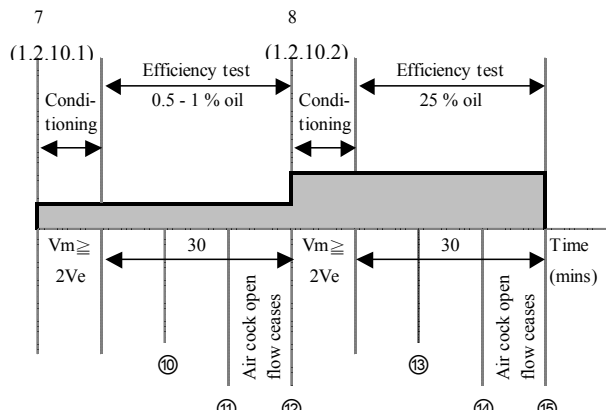 7 8
(1.2.10.1) (1.2.10.2)
Efficiency test Efficiency test
Condi- 0.5 - 1 % oil Condi- 25 % oil
tioning tioning
Vm≧ 30 Vm≧ 30 Time
2Ve 2Ve (mins)
Air cock open
flow ceases
Air cock open
flow ceases
⑩ ⑬
⑪ ⑫ ⑭ ⑮